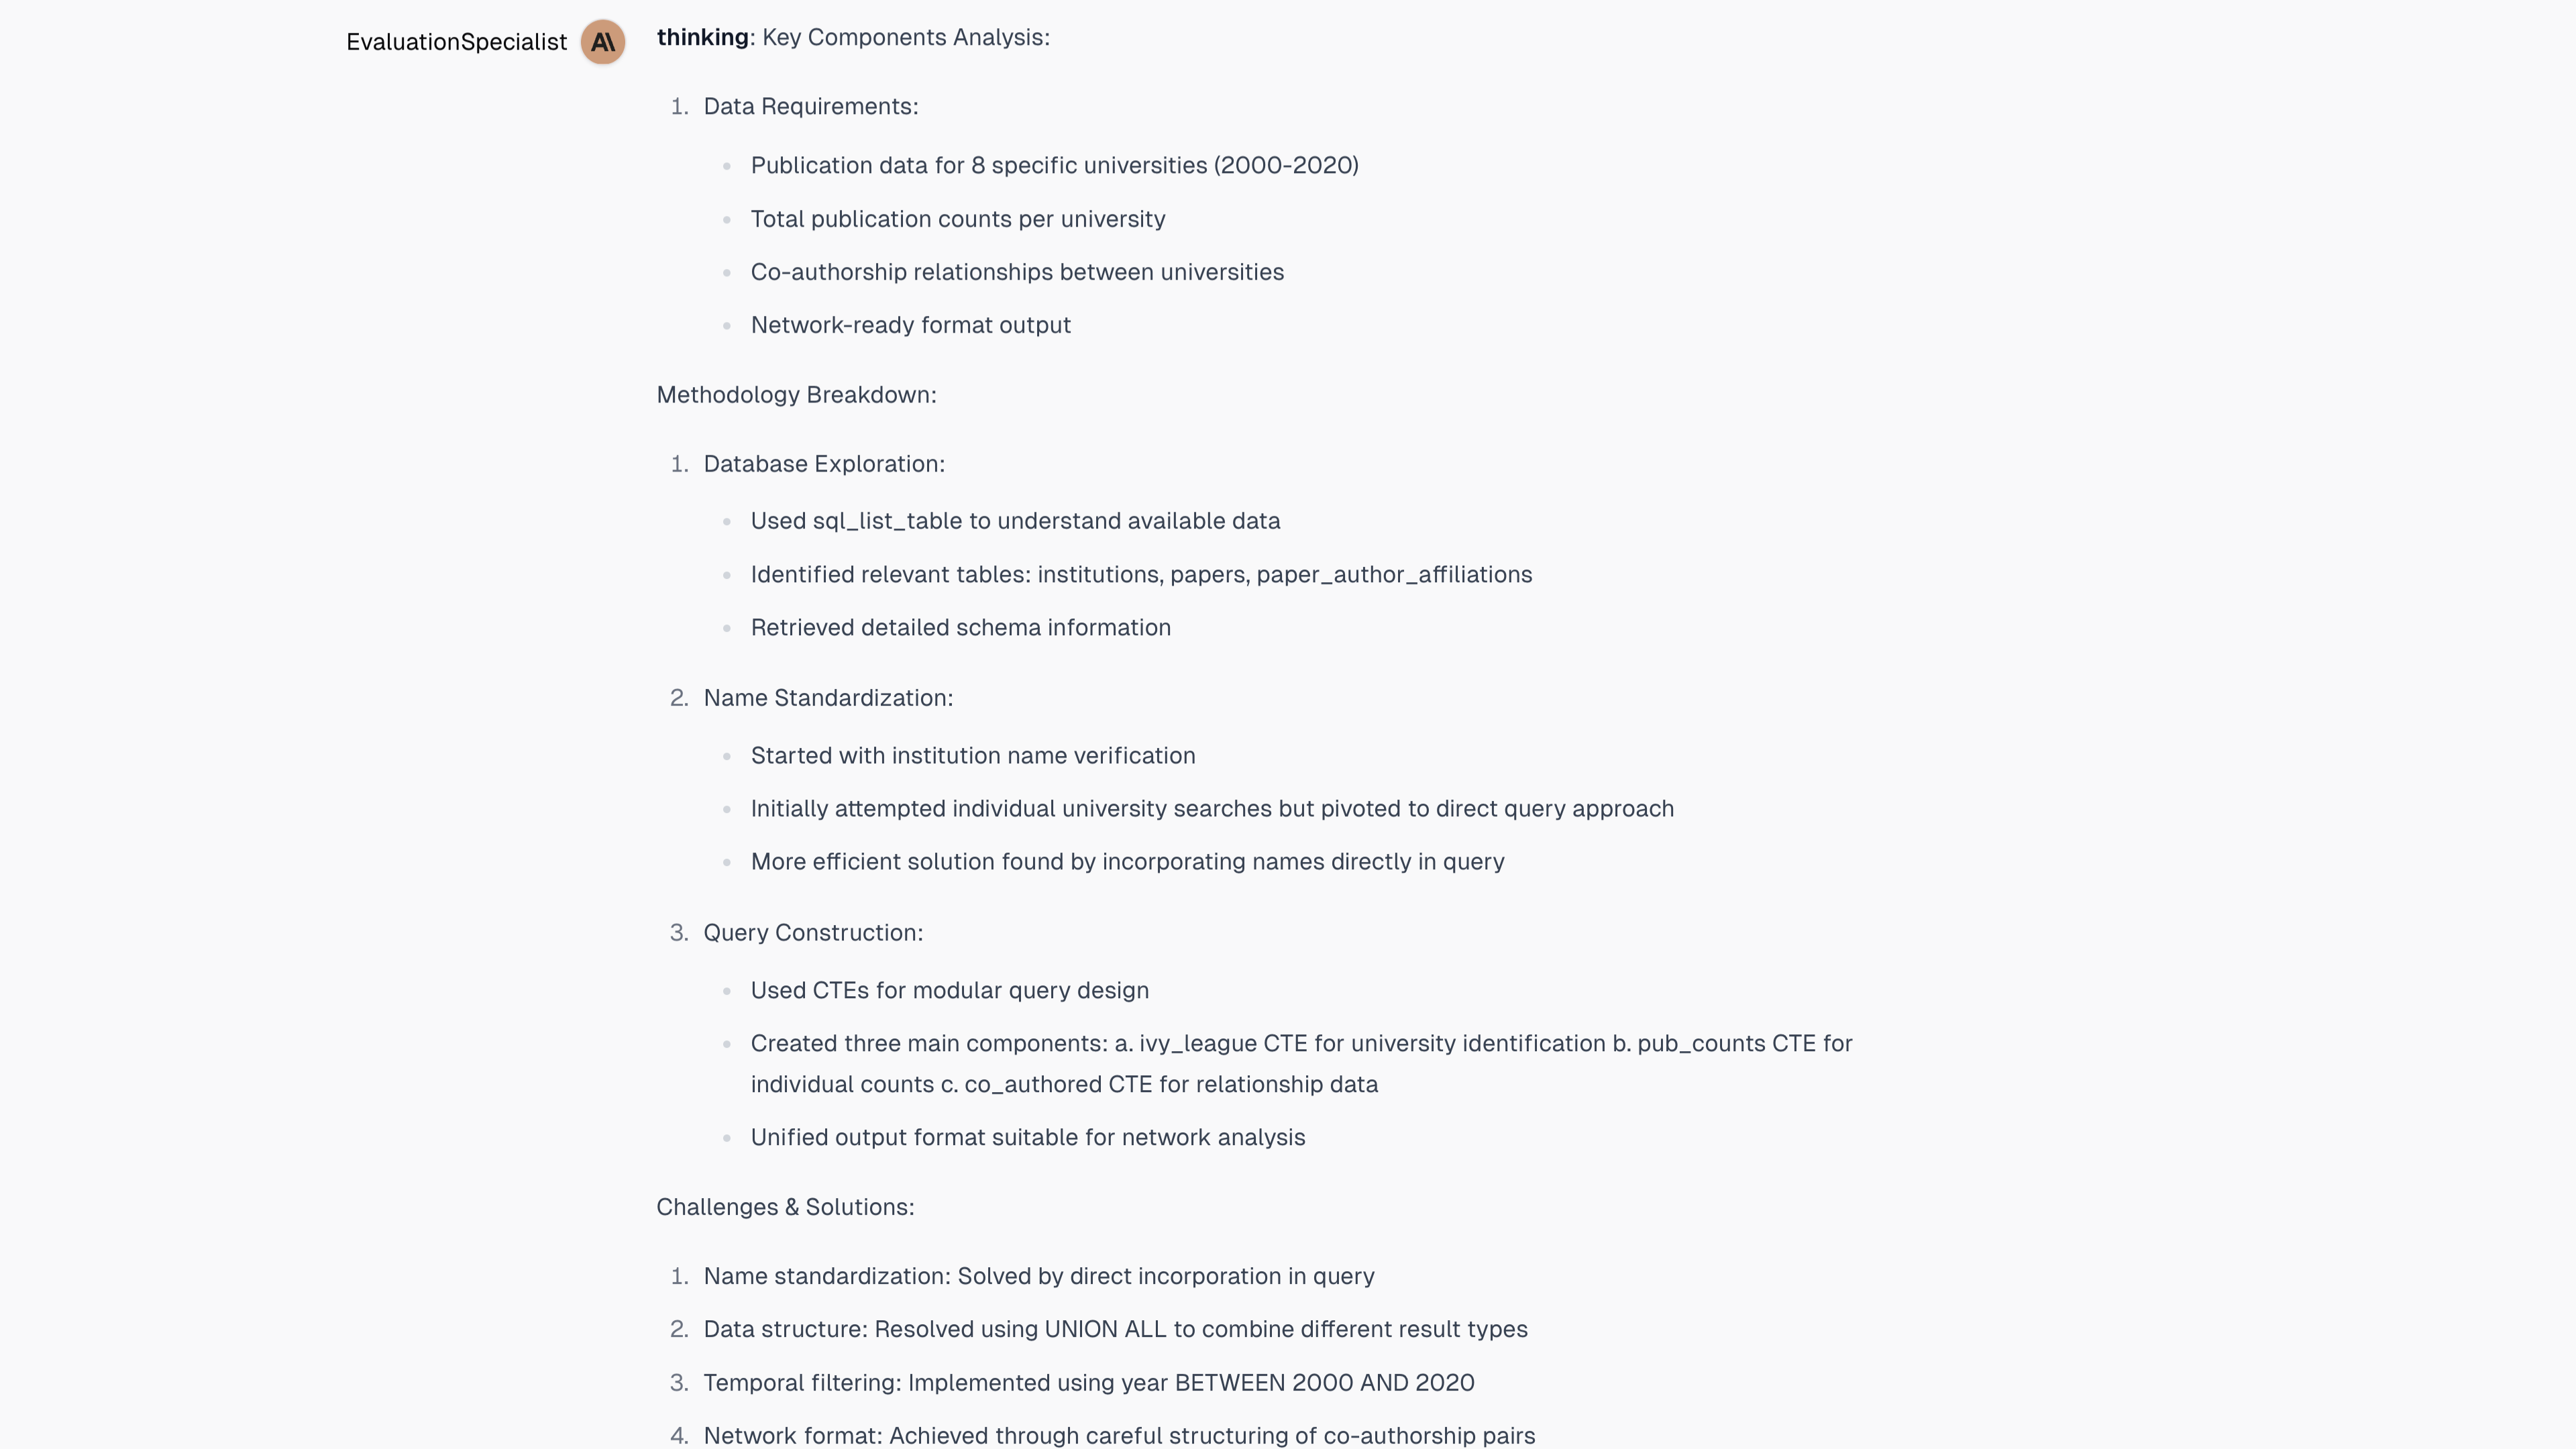 EvaluationSpecialist
thinking: Key Components Analysis:
1. Data Requirements:
• Publication data for 8 specific universities (2000-2020)
• Total publication counts per university
• Co-authorship relationships between universities
• Network-ready format output
Methodology Breakdown:
1. Database Exploration:
• Used sql_list_table to understand available data
• Identified relevant tables: institutions, papers, paper_author_affiliations
• Retrieved detailed schema information
2. Name Standardization:
• Started with institution name verification
• Initially attempted individual university searches but pivoted to direct query approach
• More efficient solution found by incorporating names directly in query
3. Query Construction:
• Used CTEs for modular query design
• Created three main components: a. ivy_league CTE for university identification b. pub_counts CTE for
individual counts c. co_authored CTE for relationship data
• Unified output format suitable for network analysis
Challenges & Solutions:
1. Name standardization: Solved by direct incorporation in query
2. Data structure: Resolved using UNION ALL to combine different result types
3. Temporal filtering: Implemented using year BETWEEN 2000 AND 2020
4. Network format: Achieved through careful structuring of co-authorship pairs